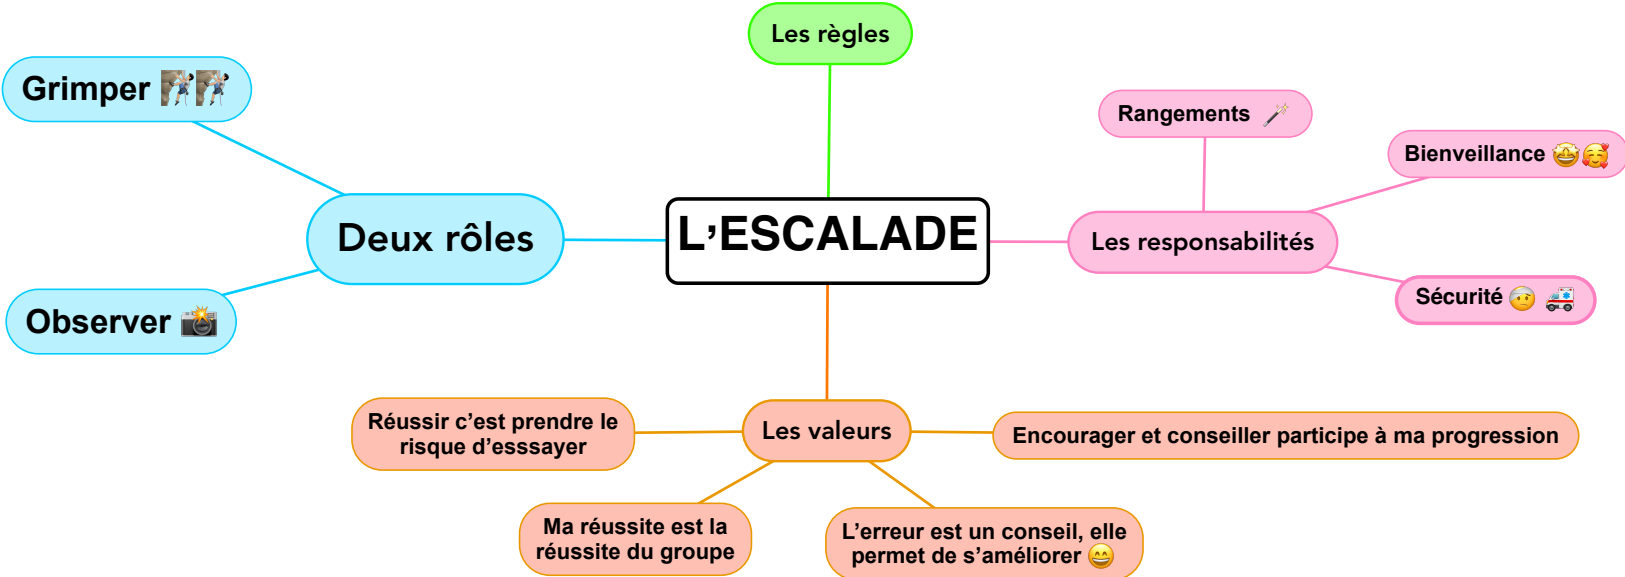 Les règles
Grimper 🧗🧗
Rangements
Bienveillance 🤩🥰
L'ESCALADE
Deux rôles
Les responsabilités
Sécurité 🤕 🚑
Observer 📸
Réussir c'est prendre le
risque d'esssayer
Les valeurs
Encourager et conseiller participe à ma progression
Ma réussite est la
réussite du groupe
L'erreur est un conseil, elle
permet de s'améliorer 😄